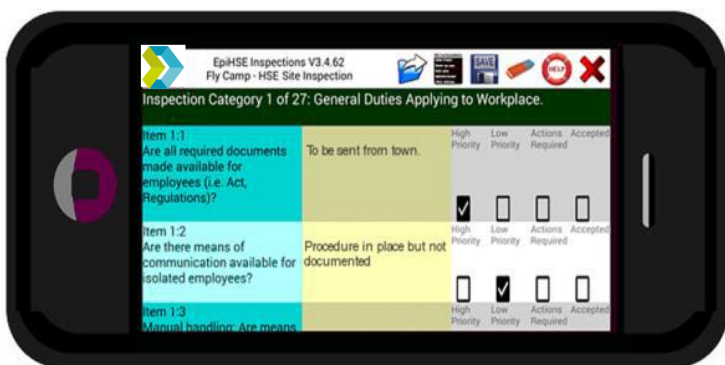 EpiHSE Inspections V3.4.62
Fly Camp - HSE Site Inspection
SAVE
HELP
Inspection Category 1 of 27: General Duties Applying to Workplace.
Item 1:1
Are all required documents
made available for
employees (i.e. Act,
Regulations)?
To be sent from town.
High
Priority
Low
Priority
Actions
Required
Accepted
Item 1:2
Are there means of
communication available for
isolated employees?
Procedure in place but not
documented
High
Priority
Low
Priority
Actions
Required
Accepted
Item 1:3
Manual handling: Are means
High
Priority
Low
Priority
Actions
Required
Accepted